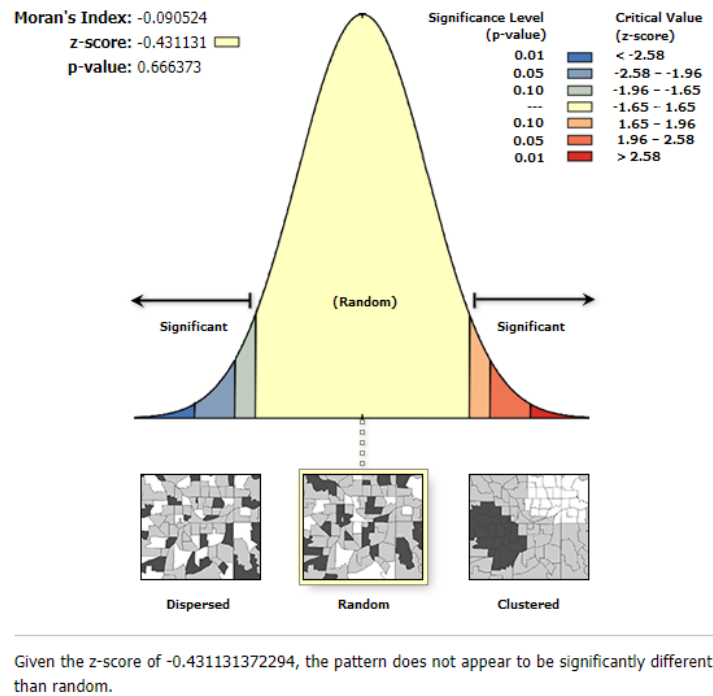 Moran's Index: -0.090524
z-score: -0.431131
p-value: 0.666373
Significance Level
(p-value)
Critical Value
(z-score)
0.01 < -2.58
0.05 -2.58 – -1.96
0.10 -1.96 – -1.65
--- -1.65 – 1.65
0.10 1.65 – 1.96
0.05 1.96 – 2.58
0.01 > 2.58
(Random)
Significant
Significant
Dispersed
Random
Clustered
Given the z-score of -0.431131372294, the pattern does not appear to be significantly different
than random.